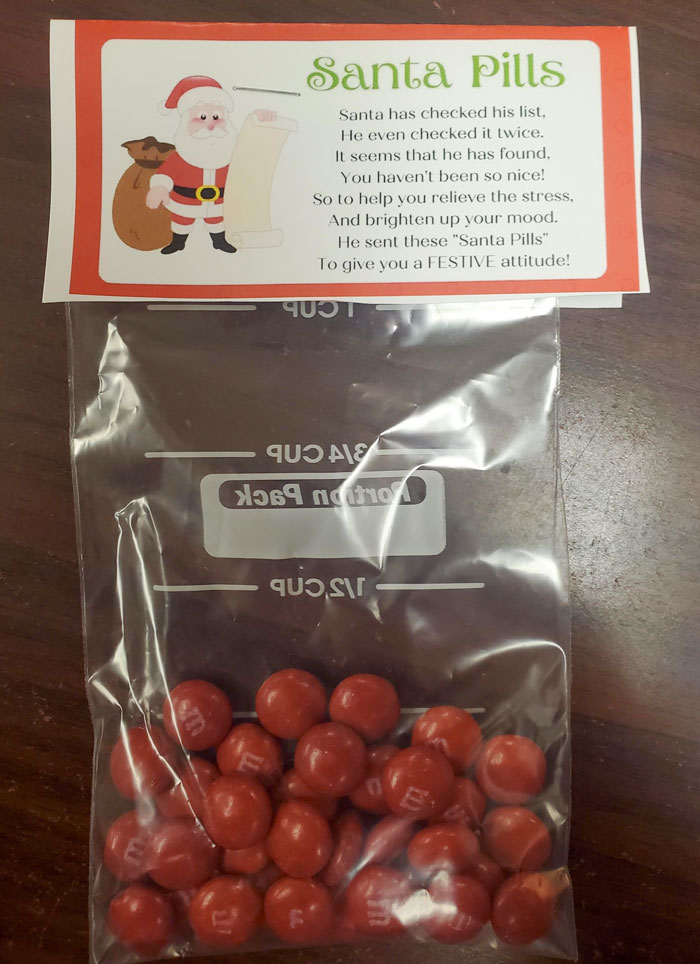 Santa Pills
Santa has checked his list,
He even checked it twice.
It seems that he has found,
You haven't been so nice!
So to help you relieve the stress,
And brighten up your mood.
He sent these "Santa Pills"
To give you a FESTIVE attitude!
1 CUP
3/4 CUP
Portion Pack
1/2 CUP
m
m
m
m
m
m
m